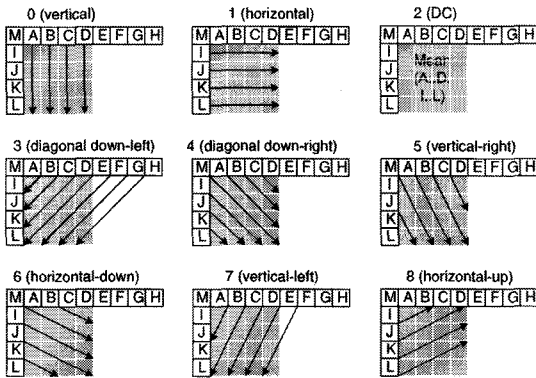 0 (vertical)
M A B C D E F G H
I
J
K
L
1 (horizontal)
M A B C D E F G H
I
J
K
L
2 (DC)
M A B C D E F G H
I
J
K
L
Mean
(A..D
I..L)
3 (diagonal down-left)
M A B C D E F G H
I
J
K
L
4 (diagonal down-right)
M A B C D E F G H
I
J
K
L
5 (vertical-right)
M A B C D E F G H
I
J
K
L
6 (horizontal-down)
M A B C D E F G H
I
J
K
L
7 (vertical-left)
M A B C D E F G H
I
J
K
L
8 (horizontal-up)
M A B C D E F G H
I
J
K
L